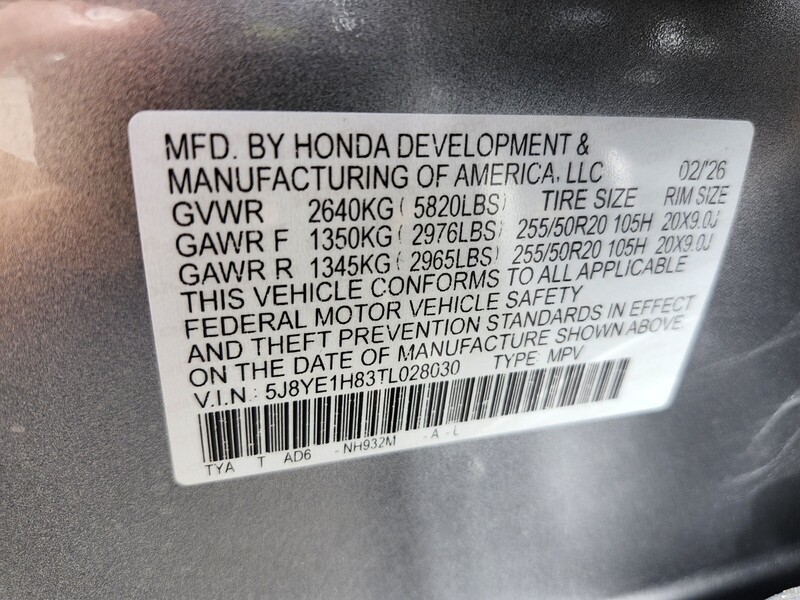 MFD. BY HONDA DEVELOPMENT &
MANUFACTURING OF AMERICA, LLC 02/'26
GVWR 2640KG ( 5820LBS) TIRE SIZE RIM SIZE
GAWR F 1350KG ( 2976LBS) 255/50R20 105H 20X9.0J
GAWR R 1345KG ( 2965LBS) 255/50R20 105H 20X9.0J
THIS VEHICLE CONFORMS TO ALL APPLICABLE
FEDERAL MOTOR VEHICLE SAFETY
AND THEFT PREVENTION STANDARDS IN EFFECT
ON THE DATE OF MANUFACTURE SHOWN ABOVE.
V.I.N.: 5J8YE1H83TL028030 TYPE: MPV
TYA T AD6 - NH932M - A - L